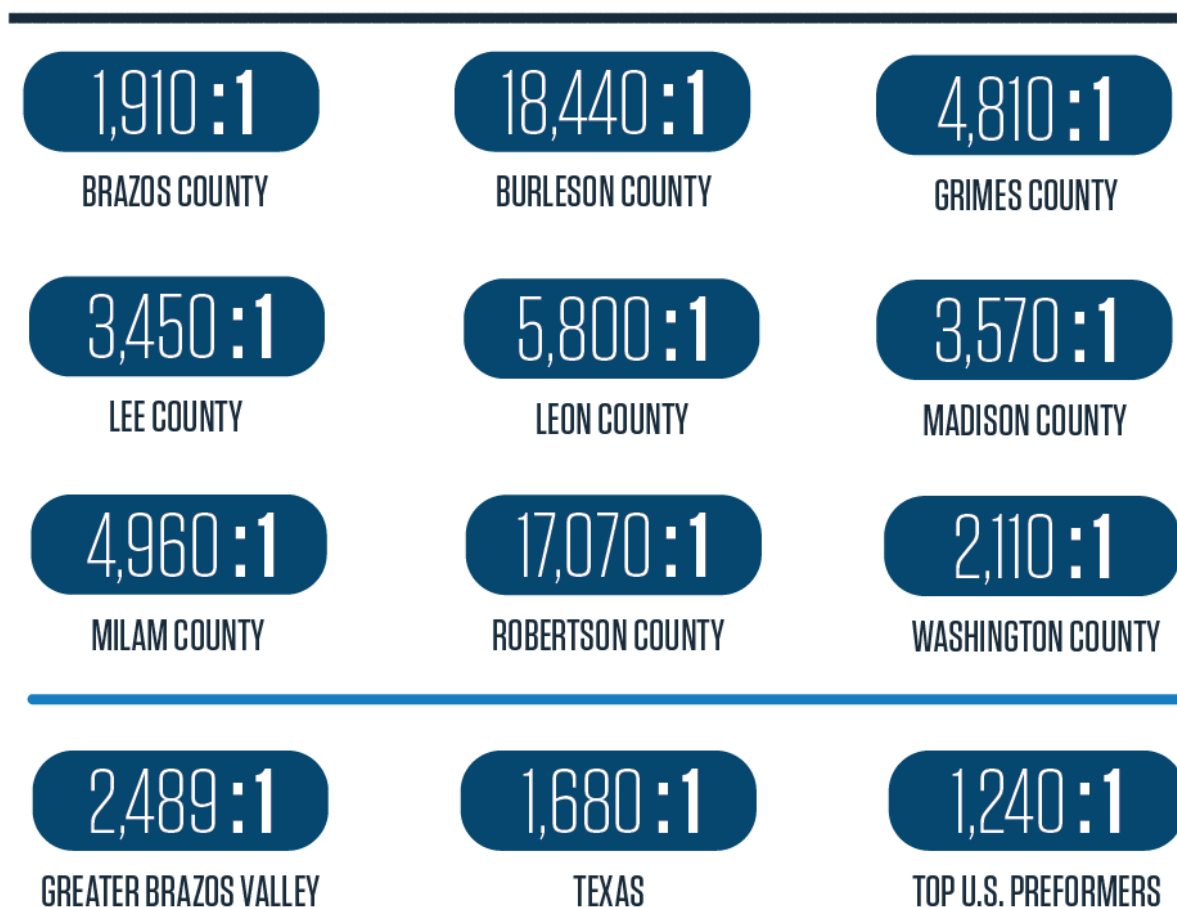 1,910 :1
18,440 :1
4,810 :1
BRAZOS COUNTY
BURLESON COUNTY
GRIMES COUNTY
3,450 :1
5,800 :1
3,570 :1
LEE COUNTY
LEON COUNTY
MADISON COUNTY
4,960 :1
17,070 :1
2,110 :1
MILAM COUNTY
ROBERTSON COUNTY
WASHINGTON COUNTY
2,489 :1
1,680 :1
1,240 :1
GREATER BRAZOS VALLEY
TEXAS
TOP U.S. PREFORMERS